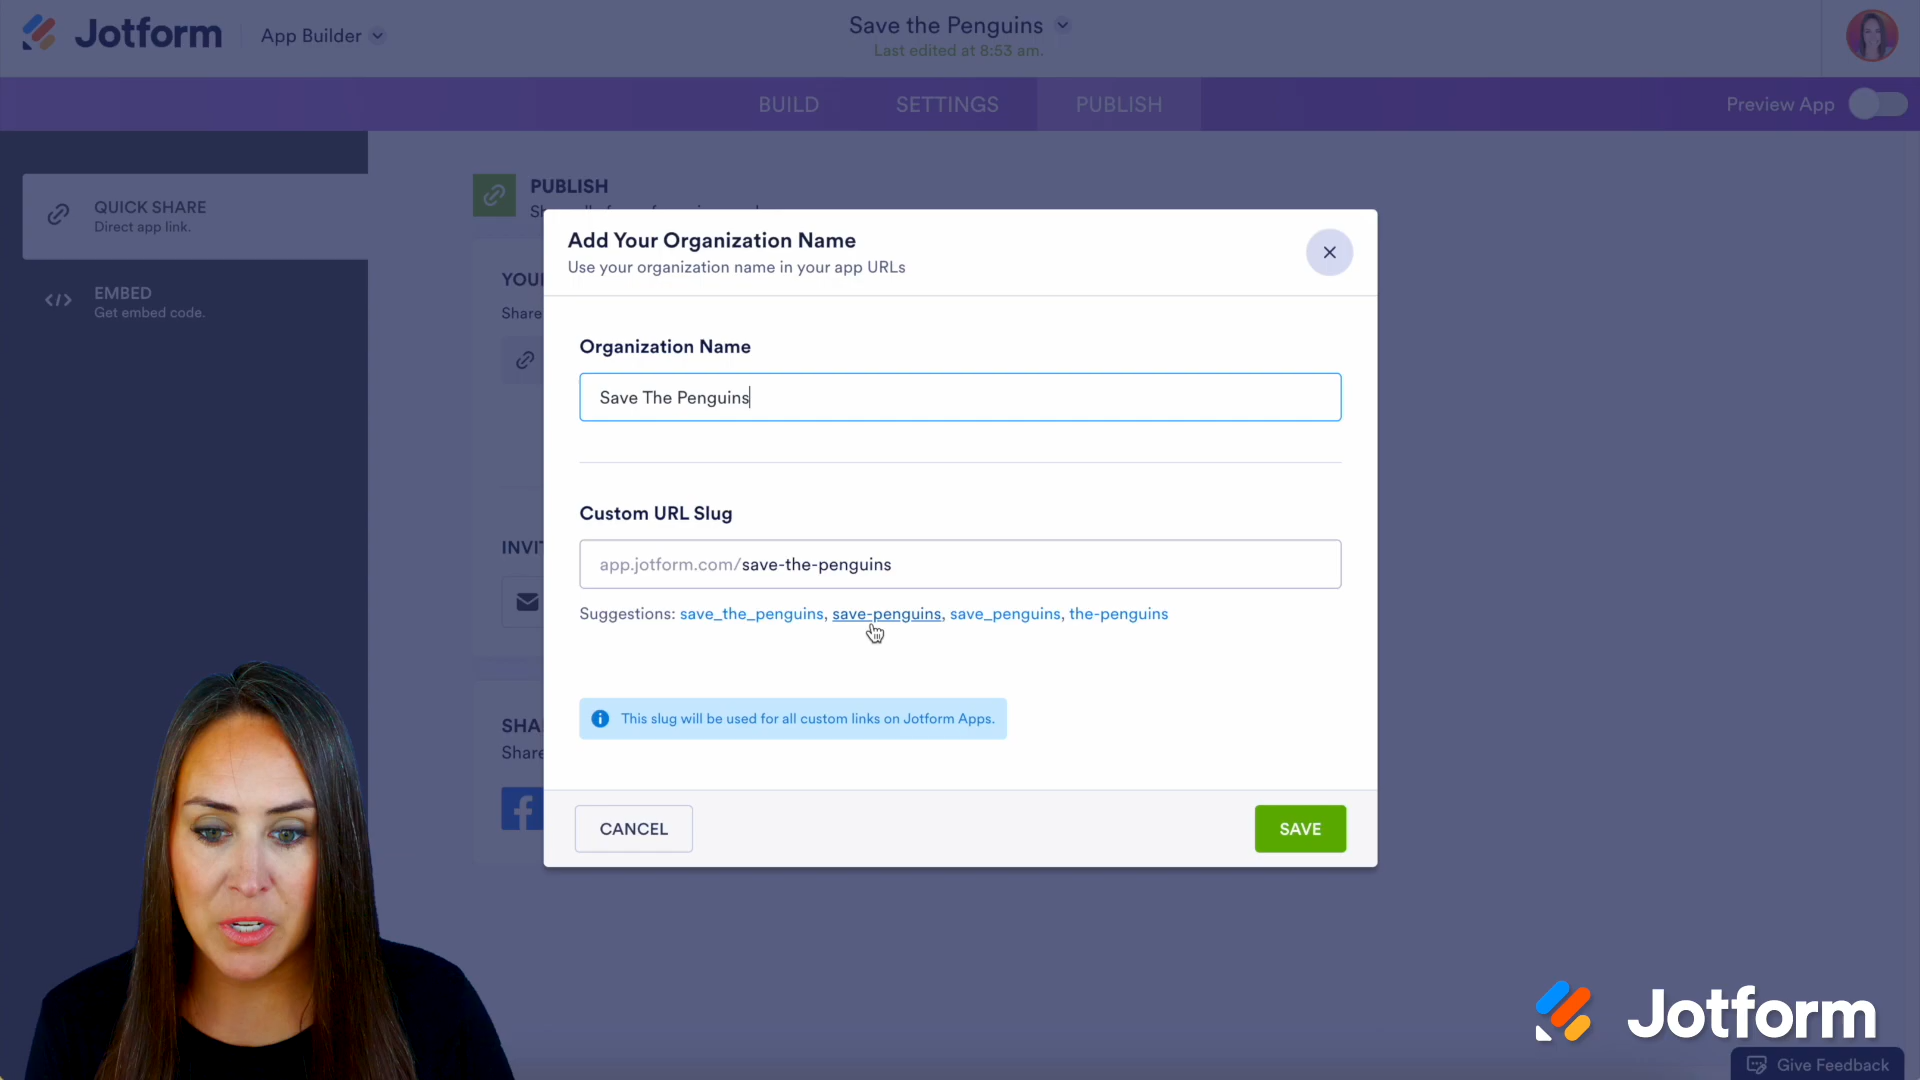 Jotform
App Builder
Save the Penguins
Last edited at 8:53 am.
BUILD
SETTINGS
PUBLISH
Preview App
QUICK SHARE
Direct app link.
EMBED
Get embed code.
PUBLISH
Add Your Organization Name
Use your organization name in your app URLs
Share
Organization Name
Save The Penguins
Custom URL Slug
app.jotform.com/save-the-penguins
Suggestions: save_the_penguins, save-penguins, save_penguins, the-penguins
This slug will be used for all custom links on Jotform Apps.
Share
CANCEL
SAVE
Jotform
Give Feedback